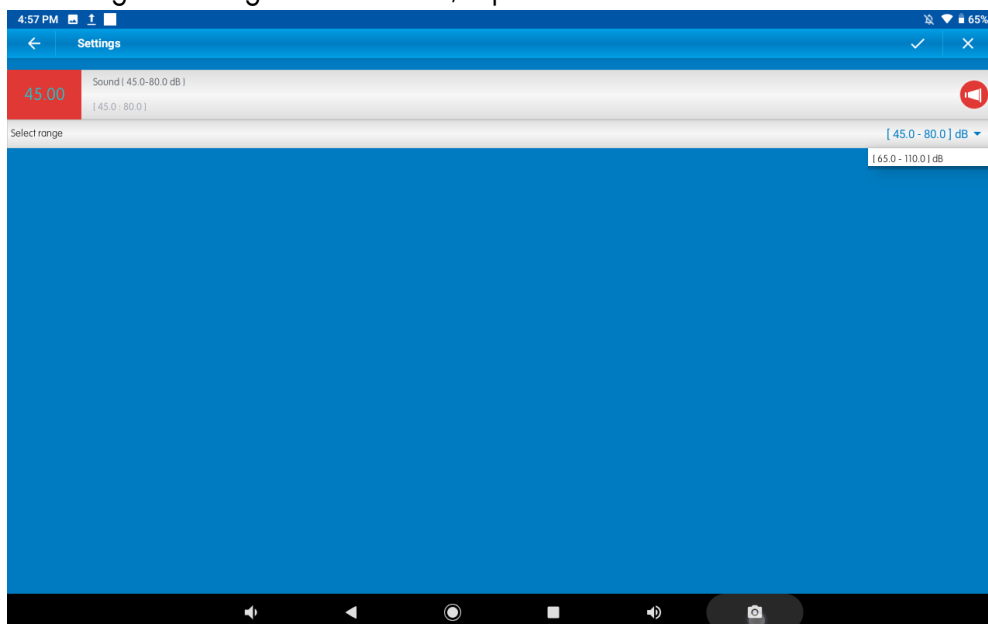 4:57 PM
65%
Settings
45.00
Sound ( 45.0-80.0 dB )
[ 45.0 : 80.0 ]
Select range
[ 45.0 - 80.0 ] dB
[ 65.0 - 110.0 ] dB